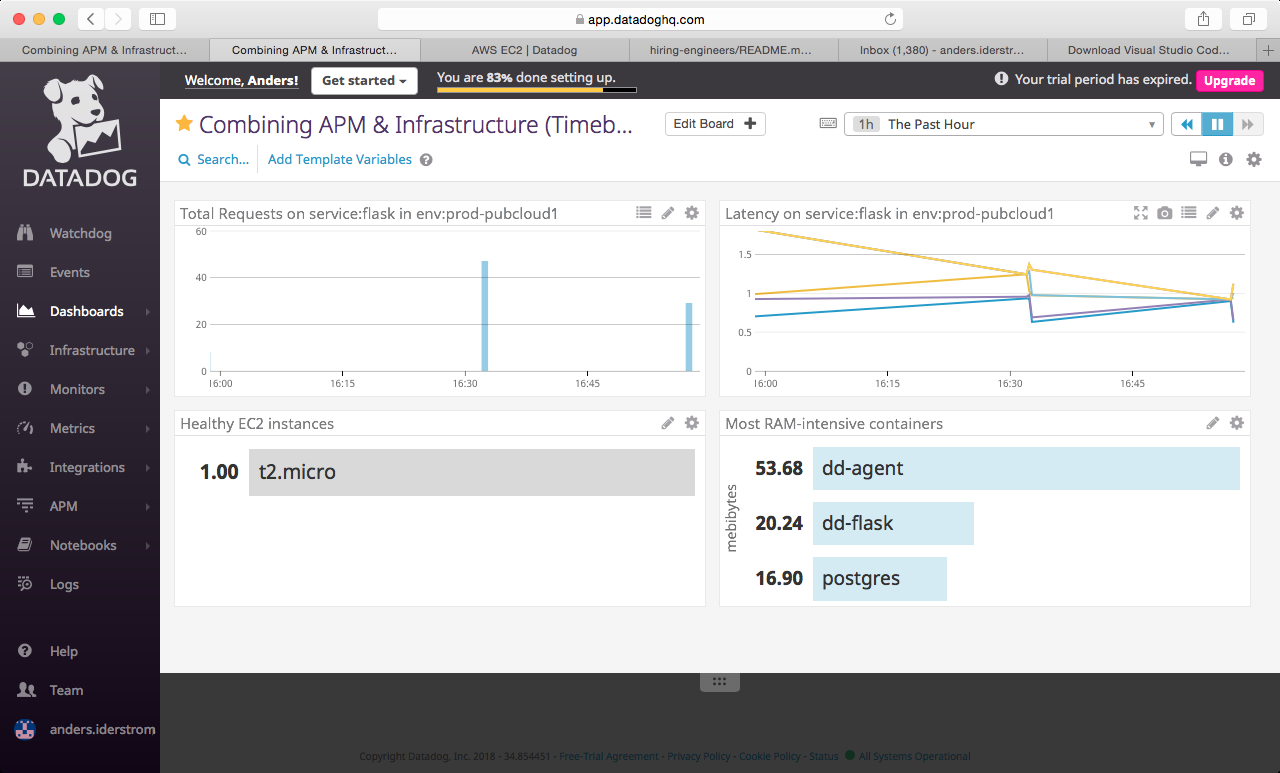 app.datadoghq.com
Combining APM & Infrastruct...
Combining APM & Infrastruct...
AWS EC2 | Datadog
hiring-engineers/README.m...
Inbox (1,380) - anders.iderstr...
Download Visual Studio Cod...
DATADOG
Watchdog
Events
Dashboards
Infrastructure
Monitors
Metrics
Integrations
APM
Notebooks
Logs
Help
Team
anders.iderstrom
Welcome, Anders!
Get started
You are 83% done setting up.
Your trial period has expired.
Upgrade
Combining APM & Infrastructure (Timeb...
Edit Board
1h The Past Hour
Search...
Add Template Variables
Total Requests on service:flask in env:prod-pubcloud1
60
40
20
0
16:00 16:15 16:30 16:45
Latency on service:flask in env:prod-pubcloud1
1.5
1
0.5
0
16:00 16:15 16:30 16:45
Healthy EC2 instances
1.00 t2.micro
Most RAM-intensive containers
mebibytes
53.68 dd-agent
20.24 dd-flask
16.90 postgres
Copyright Datadog, Inc. 2018 - 34.854451 - Free-Trial Agreement - Privacy Policy - Cookie Policy - Status All Systems Operational